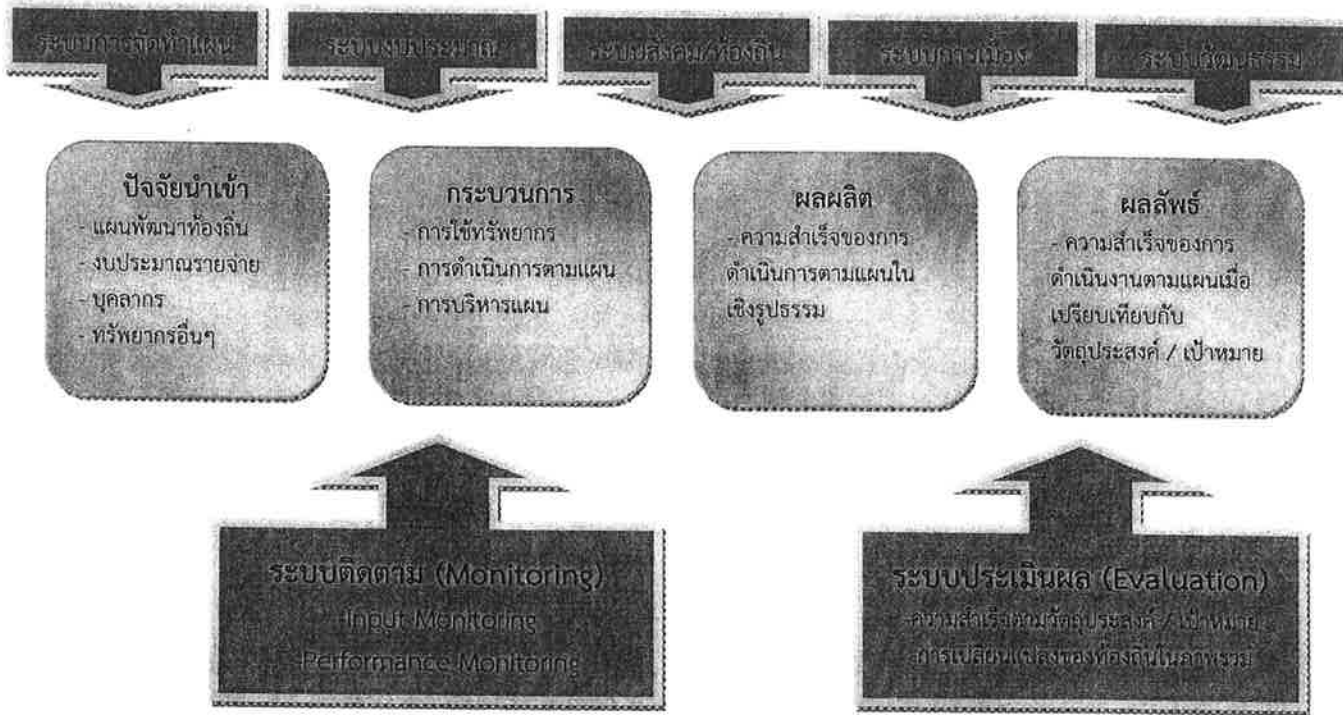 ระบบการจัดทำแผน
ระบบงบประมาณ
ระบบสังคม/ท้องถิ่น
ระบบการเมือง
ระบบวัฒนธรรม
ปัจจัยนำเข้า
- แผนพัฒนาท้องถิ่น
- งบประมาณรายจ่าย
- บุคลากร
- ทรัพยากรอื่นๆ
กระบวนการ
- การใช้ทรัพยากร
- การดำเนินการตามแผน
- การบริหารแผน
ผลผลิต
- ความสำเร็จของการ
ดำเนินการตามแผนใน
เชิงรูปธรรม
ผลลัพธ์
- ความสำเร็จของการ
ดำเนินงานตามแผนเมื่อ
เปรียบเทียบกับ
วัตถุประสงค์ / เป้าหมาย
ระบบติดตาม (Monitoring)
Input Monitoring
Performance Monitoring
ระบบประเมินผล (Evaluation)
-ความสำเร็จตามวัตถุประสงค์ / เป้าหมาย
-การเปลี่ยนแปลงของท้องถิ่นในภาพรวม